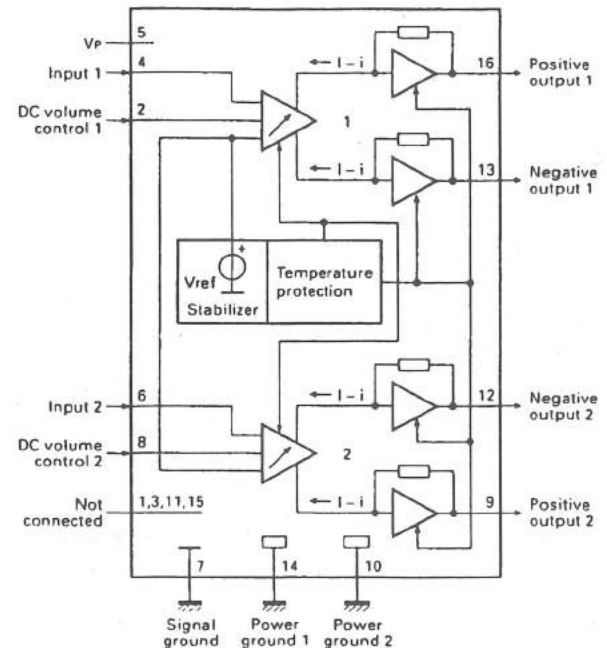 5
VP
4
Input 1
2
DC volume
control 1
I – i
16
Positive
output 1
1
I – i
13
Negative
output 1
+
Vref
Stabilizer
Temperature
protection
6
Input 2
8
DC volume
control 2
I – i
12
Negative
output 2
2
I – i
9
Positive
output 2
Not
connected
1,3,11,15
7
14
10
Signal
ground
Power
ground 1
Power
ground 2